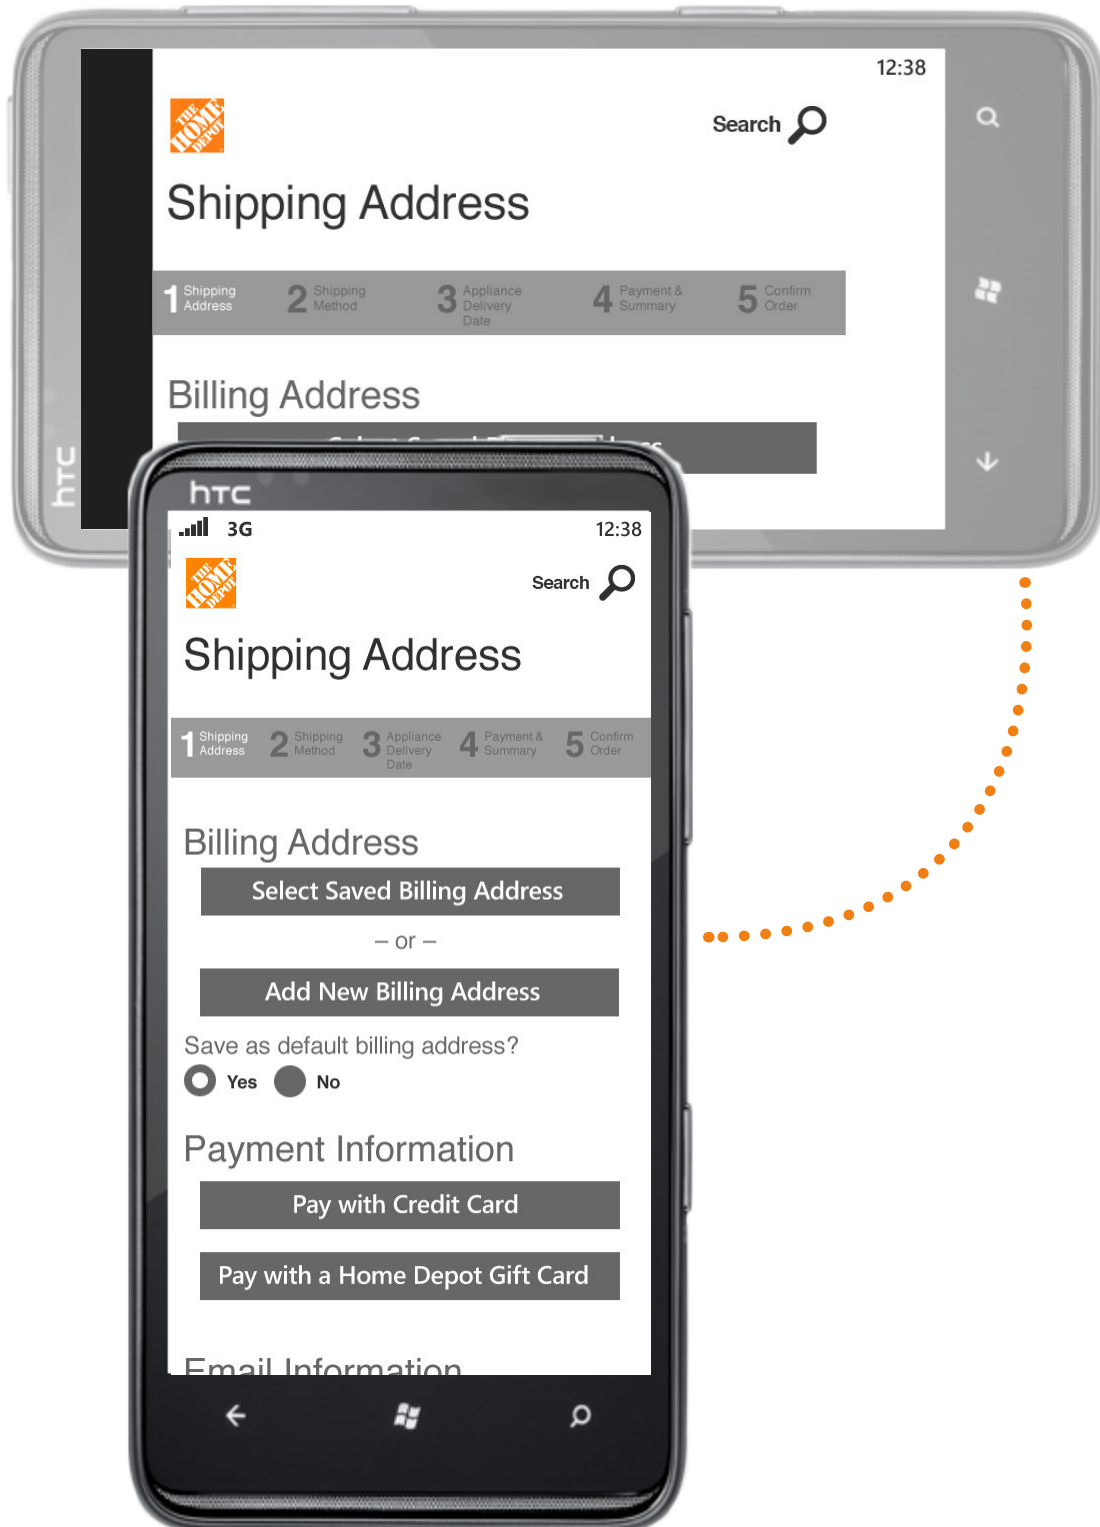 12:38
THE
HOME
DEPOT
Search
Shipping Address
1 Shipping Address
2 Shipping Method
3 Appliance Delivery Date
4 Payment & Summary
5 Confirm Order
Billing Address
hTC
hTC
3G
12:38
THE
HOME
DEPOT
Search
Shipping Address
1 Shipping Address
2 Shipping Method
3 Appliance Delivery Date
4 Payment & Summary
5 Confirm Order
Billing Address
Select Saved Billing Address
– or –
Add New Billing Address
Save as default billing address?
Yes No
Payment Information
Pay with Credit Card
Pay with a Home Depot Gift Card
Email Information